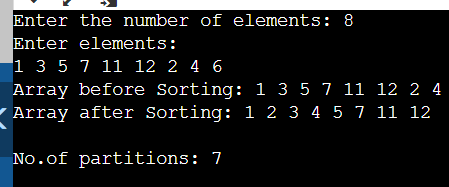 Enter the number of elements: 8
Enter elements:
1 3 5 7 11 12 2 4 6
Array before Sorting: 1 3 5 7 11 12 2 4
Array after Sorting: 1 2 3 4 5 7 11 12
No.of partitions: 7